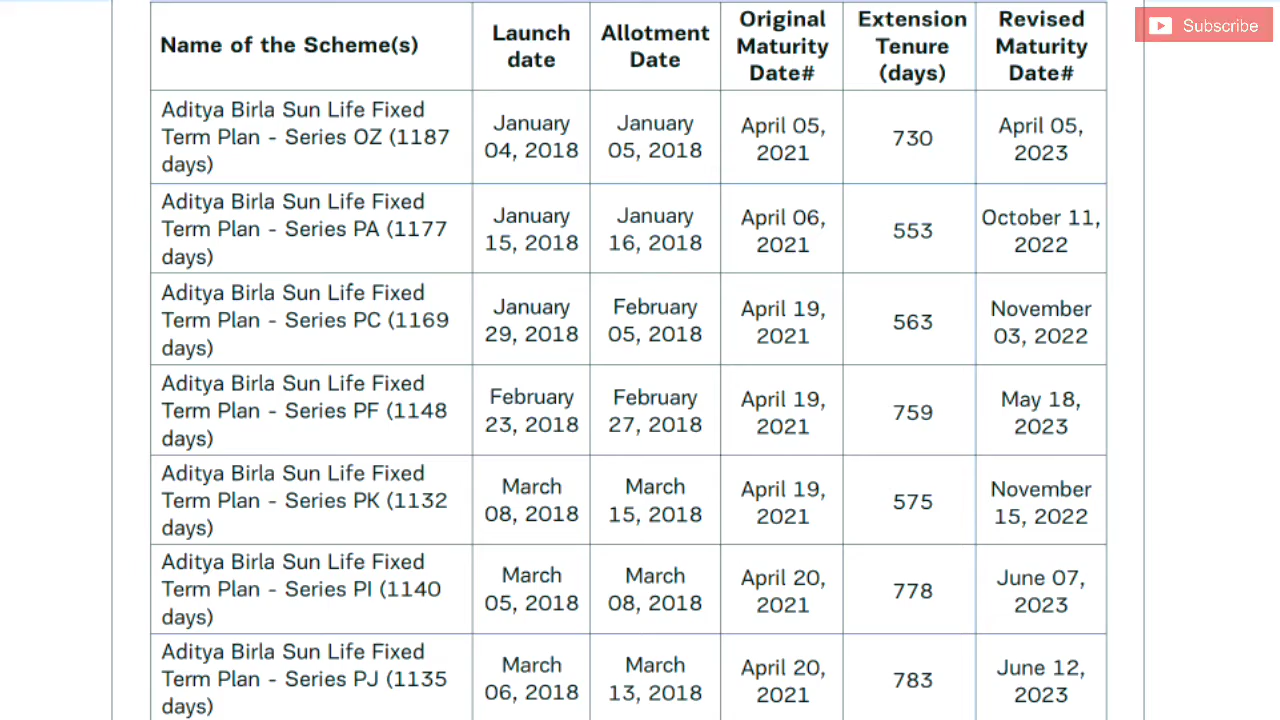 Name of the Scheme(s)
Launch
date
Allotment
Date
Original
Maturity
Date#
Extension
Tenure
(days)
Revised
Maturity
Date#
Subscribe
Aditya Birla Sun Life Fixed
Term Plan - Series OZ (1187
days)
January
04, 2018
January
05, 2018
April 05,
2021
730
April 05,
2023
Aditya Birla Sun Life Fixed
Term Plan - Series PA (1177
days)
January
15, 2018
January
16, 2018
April 06,
2021
553
October 11,
2022
Aditya Birla Sun Life Fixed
Term Plan - Series PC (1169
days)
January
29, 2018
February
05, 2018
April 19,
2021
563
November
03, 2022
Aditya Birla Sun Life Fixed
Term Plan - Series PF (1148
days)
February
23, 2018
February
27, 2018
April 19,
2021
759
May 18,
2023
Aditya Birla Sun Life Fixed
Term Plan - Series PK (1132
days)
March
08, 2018
March
15, 2018
April 19,
2021
575
November
15, 2022
Aditya Birla Sun Life Fixed
Term Plan - Series PI (1140
days)
March
05, 2018
March
08, 2018
April 20,
2021
778
June 07,
2023
Aditya Birla Sun Life Fixed
Term Plan - Series PJ (1135
days)
March
06, 2018
March
13, 2018
April 20,
2021
783
June 12,
2023